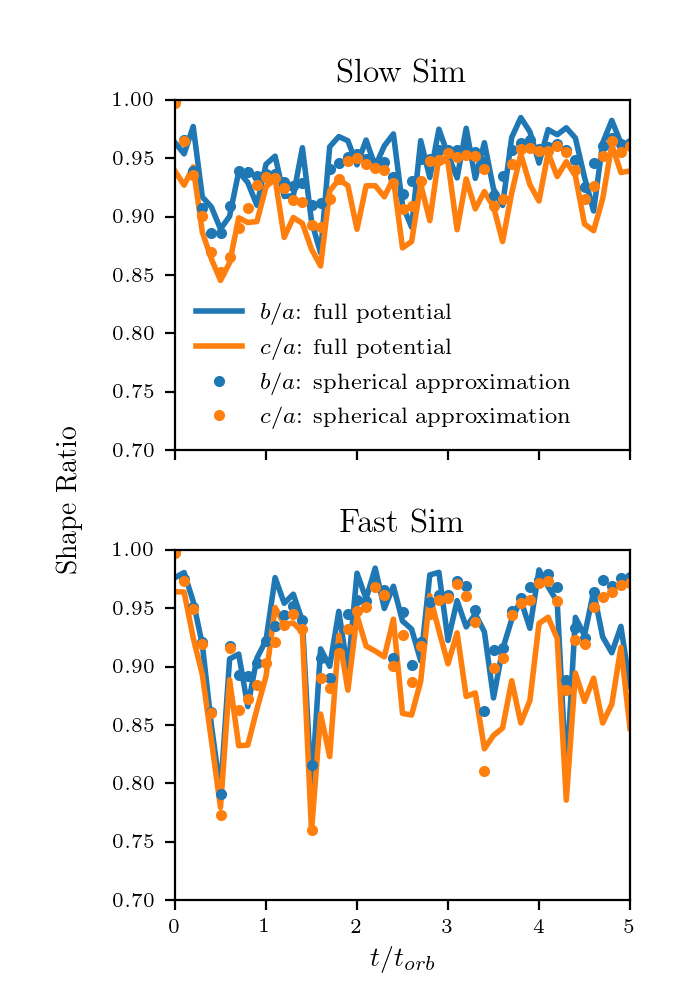 Slow Sim
1.00
0.95
0.90
0.85
0.80
0.75
0.70
b/a: full potential
c/a: full potential
b/a: spherical approximation
c/a: spherical approximation
Shape Ratio
Fast Sim
1.00
0.95
0.90
0.85
0.80
0.75
0.70
0 1 2 3 4 5
t/t_{orb}